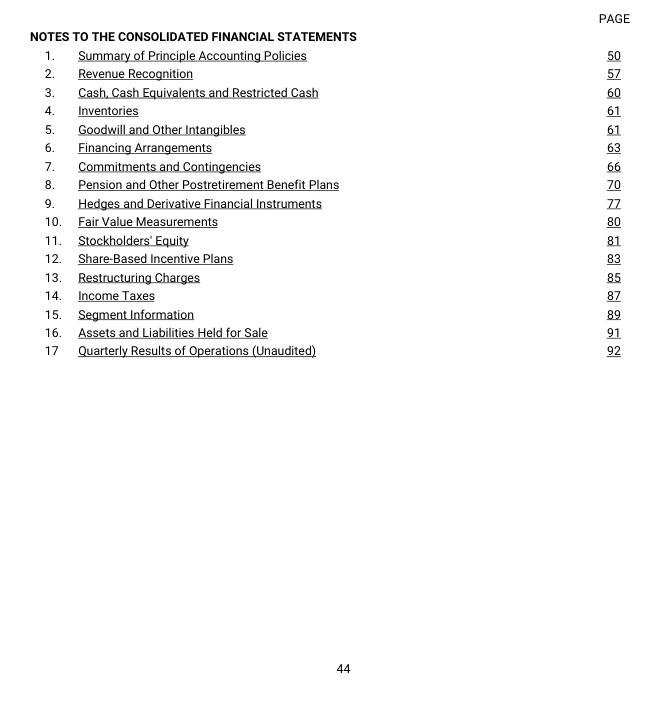 PAGE
NOTES TO THE CONSOLIDATED FINANCIAL STATEMENTS
1. Summary of Principle Accounting Policies 50
2. Revenue Recognition 57
3. Cash, Cash Equivalents and Restricted Cash 60
4. Inventories 61
5. Goodwill and Other Intangibles 61
6. Financing Arrangements 63
7. Commitments and Contingencies 66
8. Pension and Other Postretirement Benefit Plans 70
9. Hedges and Derivative Financial Instruments 77
10. Fair Value Measurements 80
11. Stockholders' Equity 81
12. Share-Based Incentive Plans 83
13. Restructuring Charges 85
14. Income Taxes 87
15. Segment Information 89
16. Assets and Liabilities Held for Sale 91
17 Quarterly Results of Operations (Unaudited) 92
44